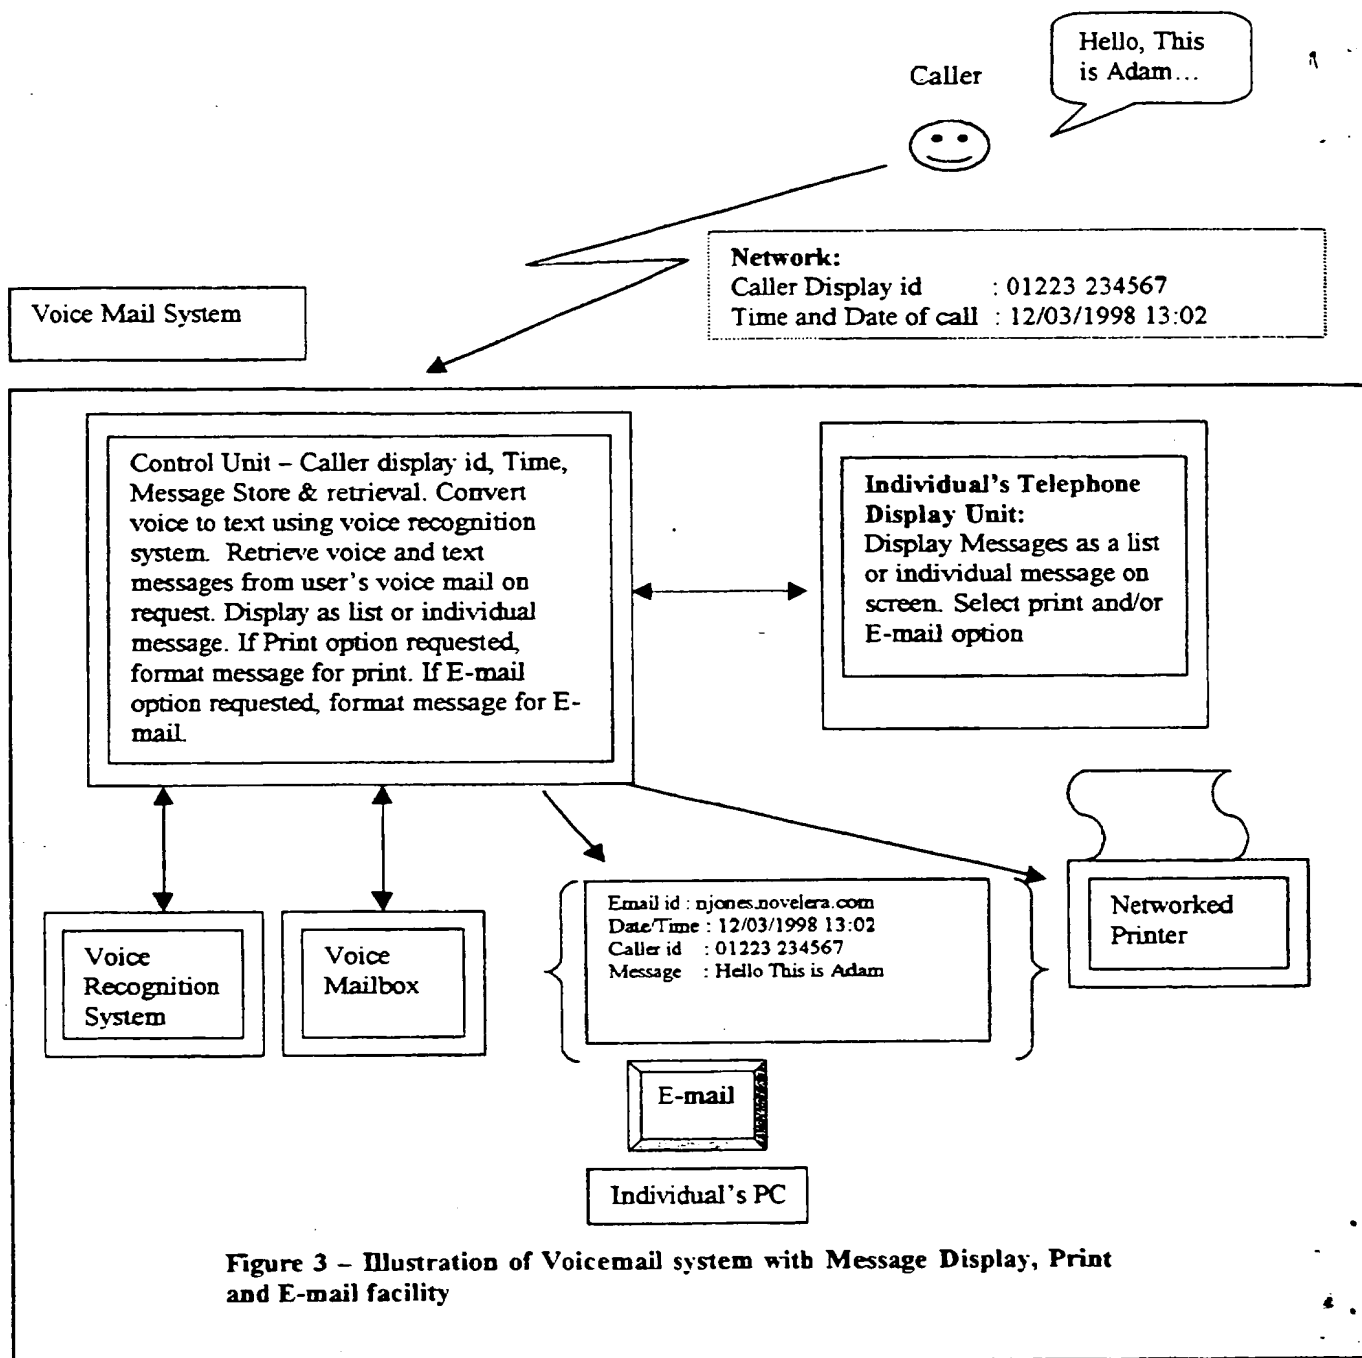 Hello, This
is Adam...
Caller
Network:
Caller Display id : 01223 234567
Time and Date of call : 12/03/1998 13:02
Voice Mail System
Control Unit – Caller display id, Time,
Message Store & retrieval. Convert
voice to text using voice recognition
system. Retrieve voice and text
messages from user's voice mail on
request. Display as list or individual
message. If Print option requested,
format message for print. If E-mail
option requested, format message for E-
mail.
Individual's Telephone
Display Unit:
Display Messages as a list
or individual message on
screen. Select print and/or
E-mail option
Voice
Recognition
System
Voice
Mailbox
Email id : njones.novelera.com
Date/Time : 12/03/1998 13:02
Caller id : 01223 234567
Message : Hello This is Adam
Networked
Printer
E-mail
Individual's PC
Figure 3 – Illustration of Voicemail system with Message Display, Print
and E-mail facility